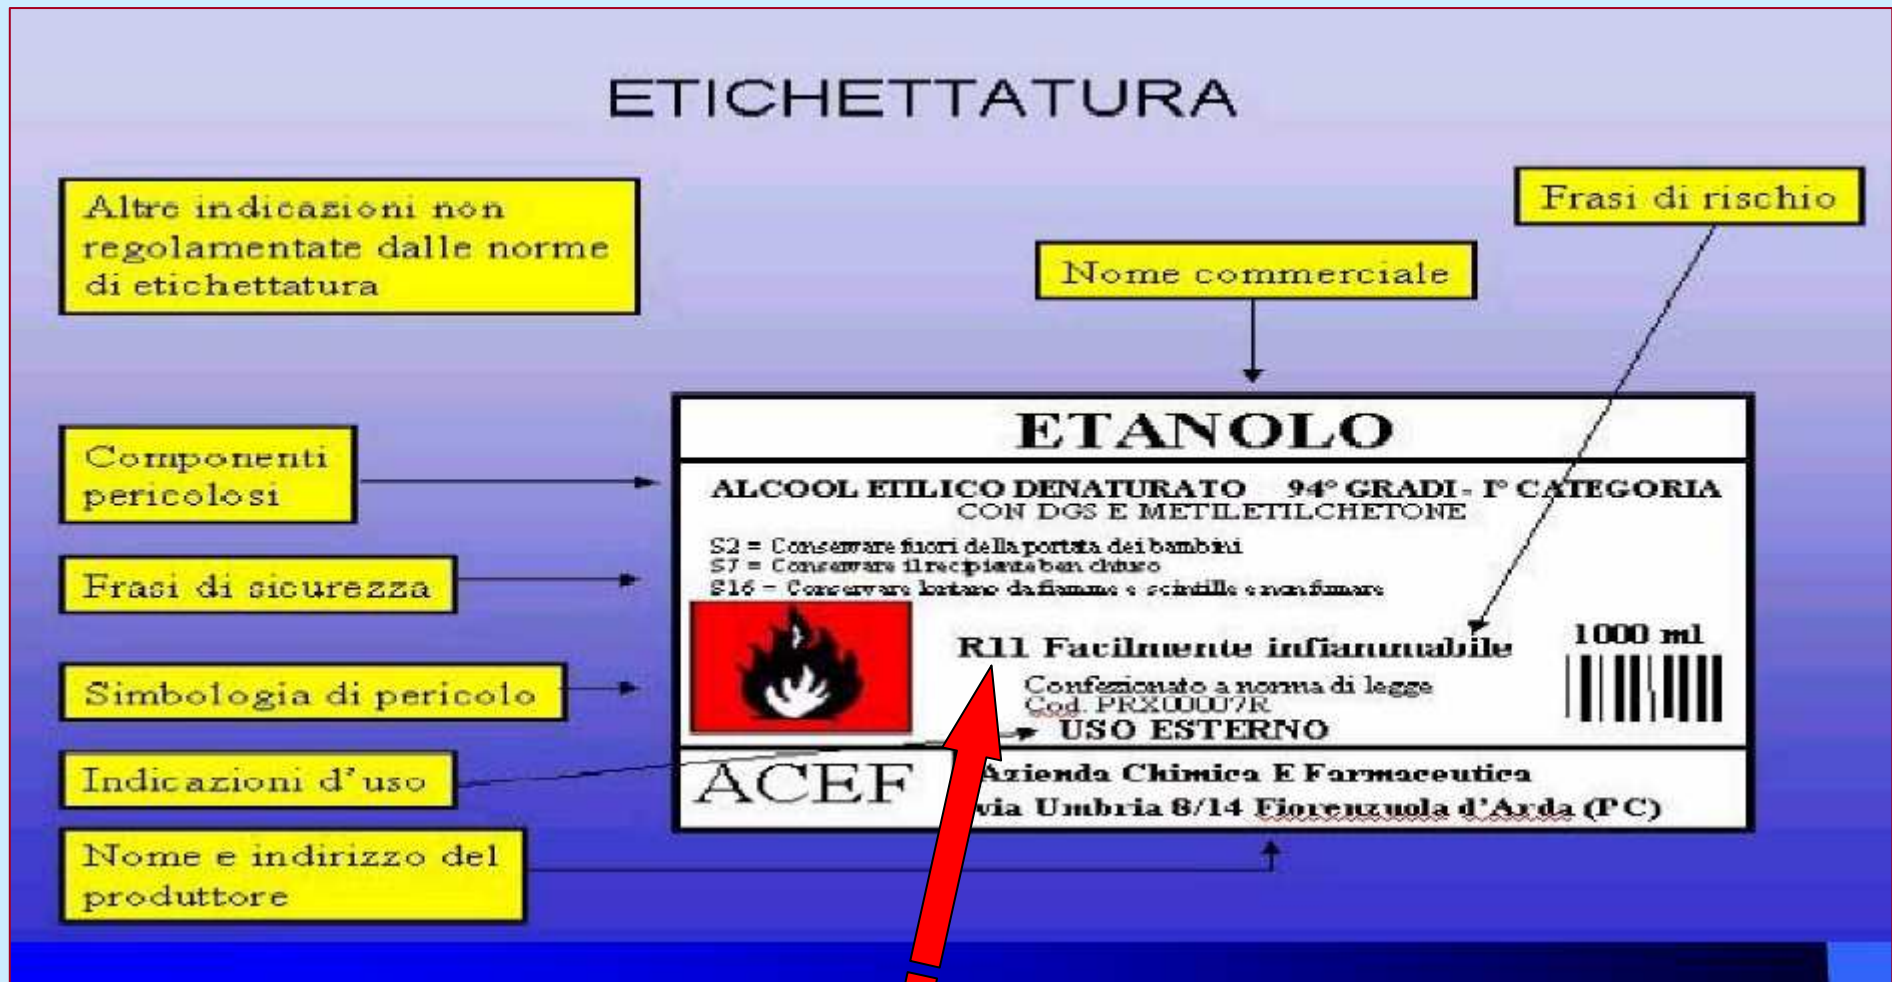 ETICHETTATURA
Altre indicazioni non
regolamentate dalle norme
di etichettatura
Frasi di rischio
Nome commerciale
Componenti
pericolosi
Frasi di sicurezza
Simbologia di pericolo
Indicazioni d'uso
Nome e indirizzo del
produttore
ETANOLO
ALCOOL ETILICO DENATURATO 94° GRADI - I° CATEGORIA
CON DGS E METILETILCHETONE
S2 = Conservare fuori della portata dei bambini
S7 = Conservare il recipiente ben chiuso
S16 = Conservare lontano da fiamme e scintille e non fumare
R11 Facilmente infiammabile
1000 ml
Confezionato a norma di legge
Cod. PRX00007R
USO ESTERNO
ACEF
Azienda Chimica E Farmaceutica
via Umbria 8/14 Fiorenzuola d'Arda (PC)